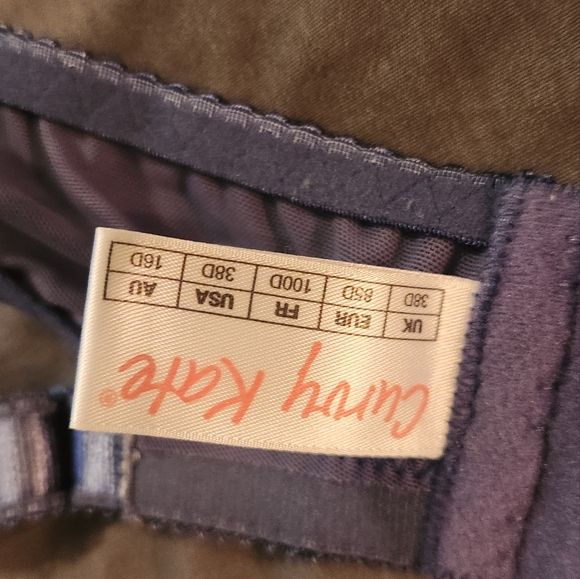 Curvy Kate®
UK EUR FR USA AU
38D 85D 100D 38D 16D